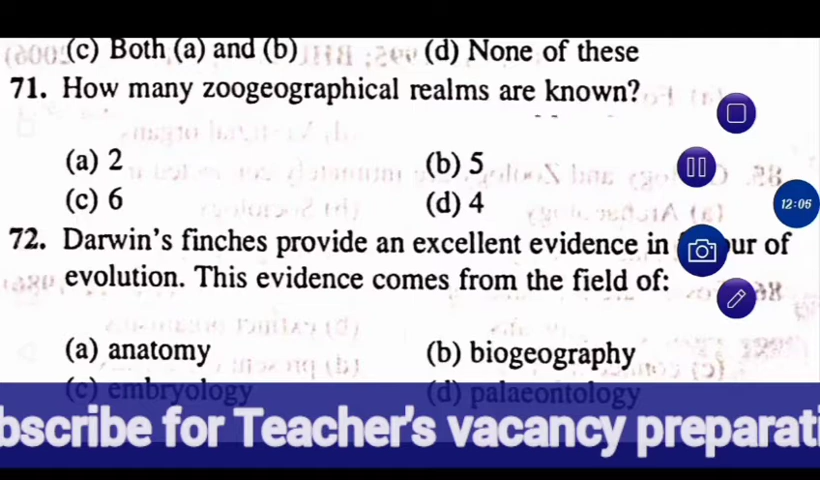 (c) Both (a) and (b)
(d) None of these
71. How many zoogeographical realms are known?
(a) 2
(b) 5
(c) 6
(d) 4
12:06
72. Darwin's finches provide an excellent evidence in our of
evolution. This evidence comes from the field of:
(a) anatomy
(b) biogeography
(c) embryology
(d) palaeontology
bscribe for Teacher's vacancy preparati